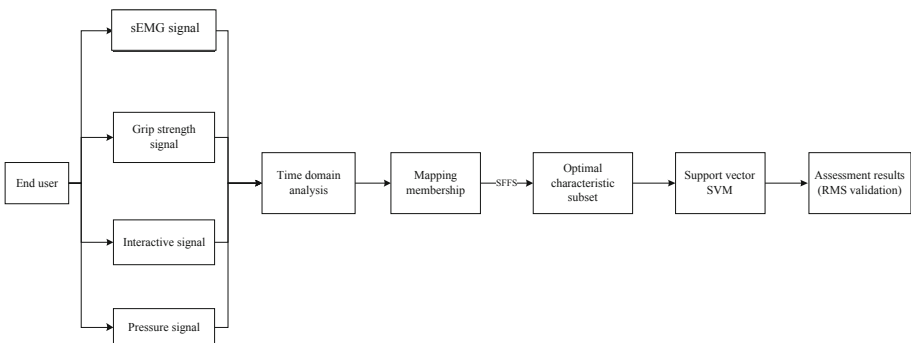 End user
sEMG signal
Grip strength
signal
Interactive signal
Pressure signal
Time domain
analysis
Mapping
membership
SFFS
Optimal
characteristic
subset
Support vector
SVM
Assessment results
(RMS validation)